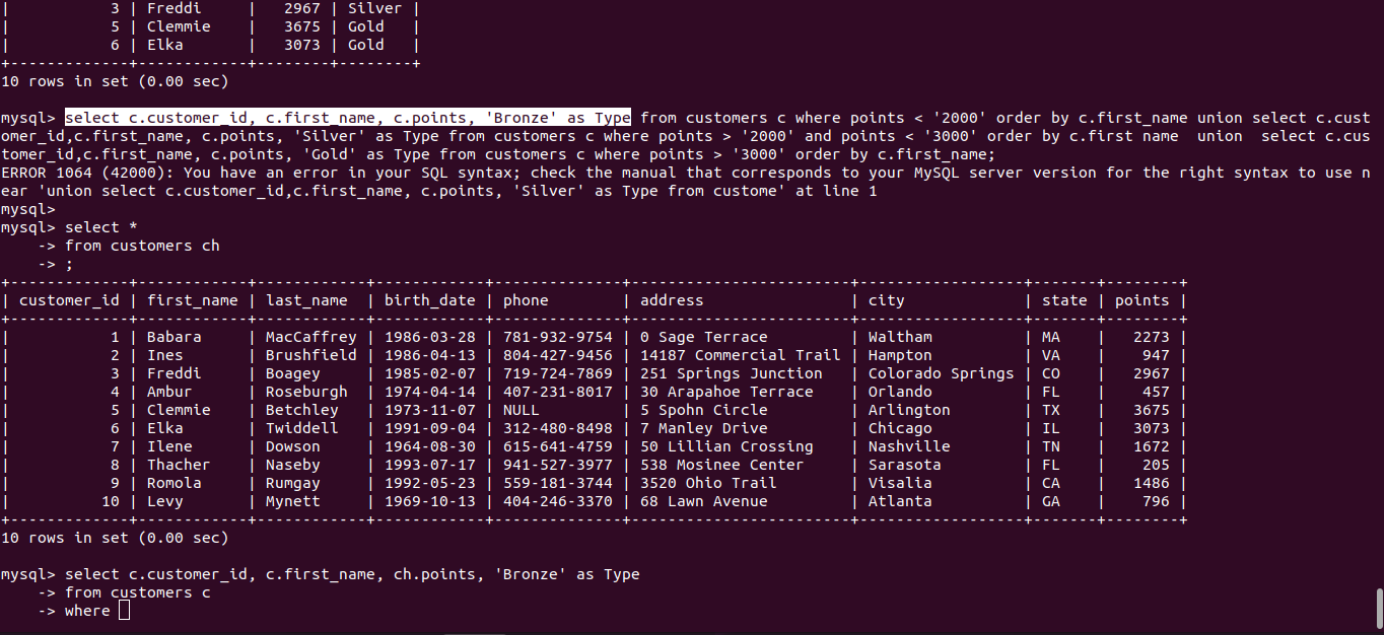 |           3 | Freddi     |   2967 | Silver |
|           5 | Clemmie    |   3675 | Gold   |
|           6 | Elka       |   3073 | Gold   |
+-------------+------------+--------+--------+
10 rows in set (0.00 sec)
mysql> select c.customer_id, c.first_name, c.points, 'Bronze' as Type from customers c where points < '2000' order by c.first_name union select c.cust
omer_id,c.first_name, c.points, 'Silver' as Type from customers c where points > '2000' and points < '3000' order by c.first name  union  select c.cus
tomer_id,c.first_name, c.points, 'Gold' as Type from customers c where points > '3000' order by c.first_name;
ERROR 1064 (42000): You have an error in your SQL syntax; check the manual that corresponds to your MySQL server version for the right syntax to use n
ear 'union select c.customer_id,c.first_name, c.points, 'Silver' as Type from custome' at line 1
mysql>
mysql> select *
    -> from customers ch
    -> ;
+-------------+------------+------------+------------+--------------+------------------------+------------------+-------+--------+
| customer_id | first_name | last_name  | birth_date | phone        | address                | city             | state | points |
+-------------+------------+------------+------------+--------------+------------------------+------------------+-------+--------+
|           1 | Babara     | MacCaffrey | 1986-03-28 | 781-932-9754 | 0 Sage Terrace         | Waltham          | MA    |   2273 |
|           2 | Ines       | Brushfield | 1986-04-13 | 804-427-9456 | 14187 Commercial Trail | Hampton          | VA    |    947 |
|           3 | Freddi     | Boagey     | 1985-02-07 | 719-724-7869 | 251 Springs Junction   | Colorado Springs | CO    |   2967 |
|           4 | Ambur      | Roseburgh  | 1974-04-14 | 407-231-8017 | 30 Arapahoe Terrace    | Orlando          | FL    |    457 |
|           5 | Clemmie    | Betchley   | 1973-11-07 | NULL         | 5 Spohn Circle         | Arlington        | TX    |   3675 |
|           6 | Elka       | Twiddell   | 1991-09-04 | 312-480-8498 | 7 Manley Drive         | Chicago          | IL    |   3073 |
|           7 | Ilene      | Dowson     | 1964-08-30 | 615-641-4759 | 50 Lillian Crossing    | Nashville        | TN    |   1672 |
|           8 | Thacher    | Naseby     | 1993-07-17 | 941-527-3977 | 538 Mosinee Center     | Sarasota         | FL    |    205 |
|           9 | Romola     | Rumgay     | 1992-05-23 | 559-181-3744 | 3520 Ohio Trail        | Visalia          | CA    |   1486 |
|          10 | Levy       | Mynett     | 1969-10-13 | 404-246-3370 | 68 Lawn Avenue         | Atlanta          | GA    |    796 |
+-------------+------------+------------+------------+--------------+------------------------+------------------+-------+--------+
10 rows in set (0.00 sec)
mysql> select c.customer_id, c.first_name, ch.points, 'Bronze' as Type
    -> from customers c
    -> where